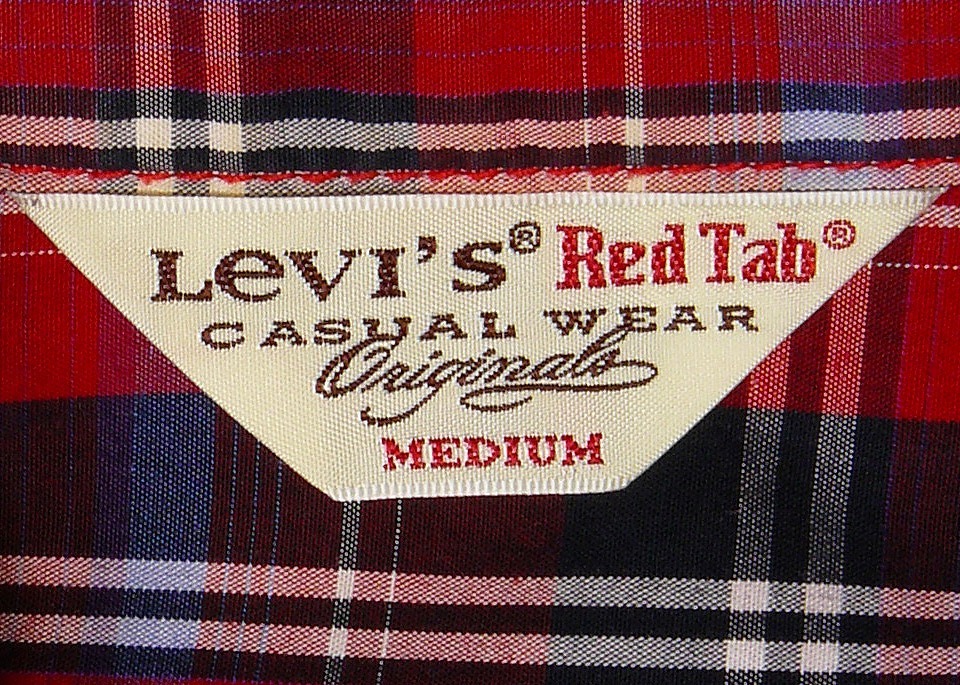 LeVI's® Red Tab®
CASUAL WEAR
Originals
MEDIUM